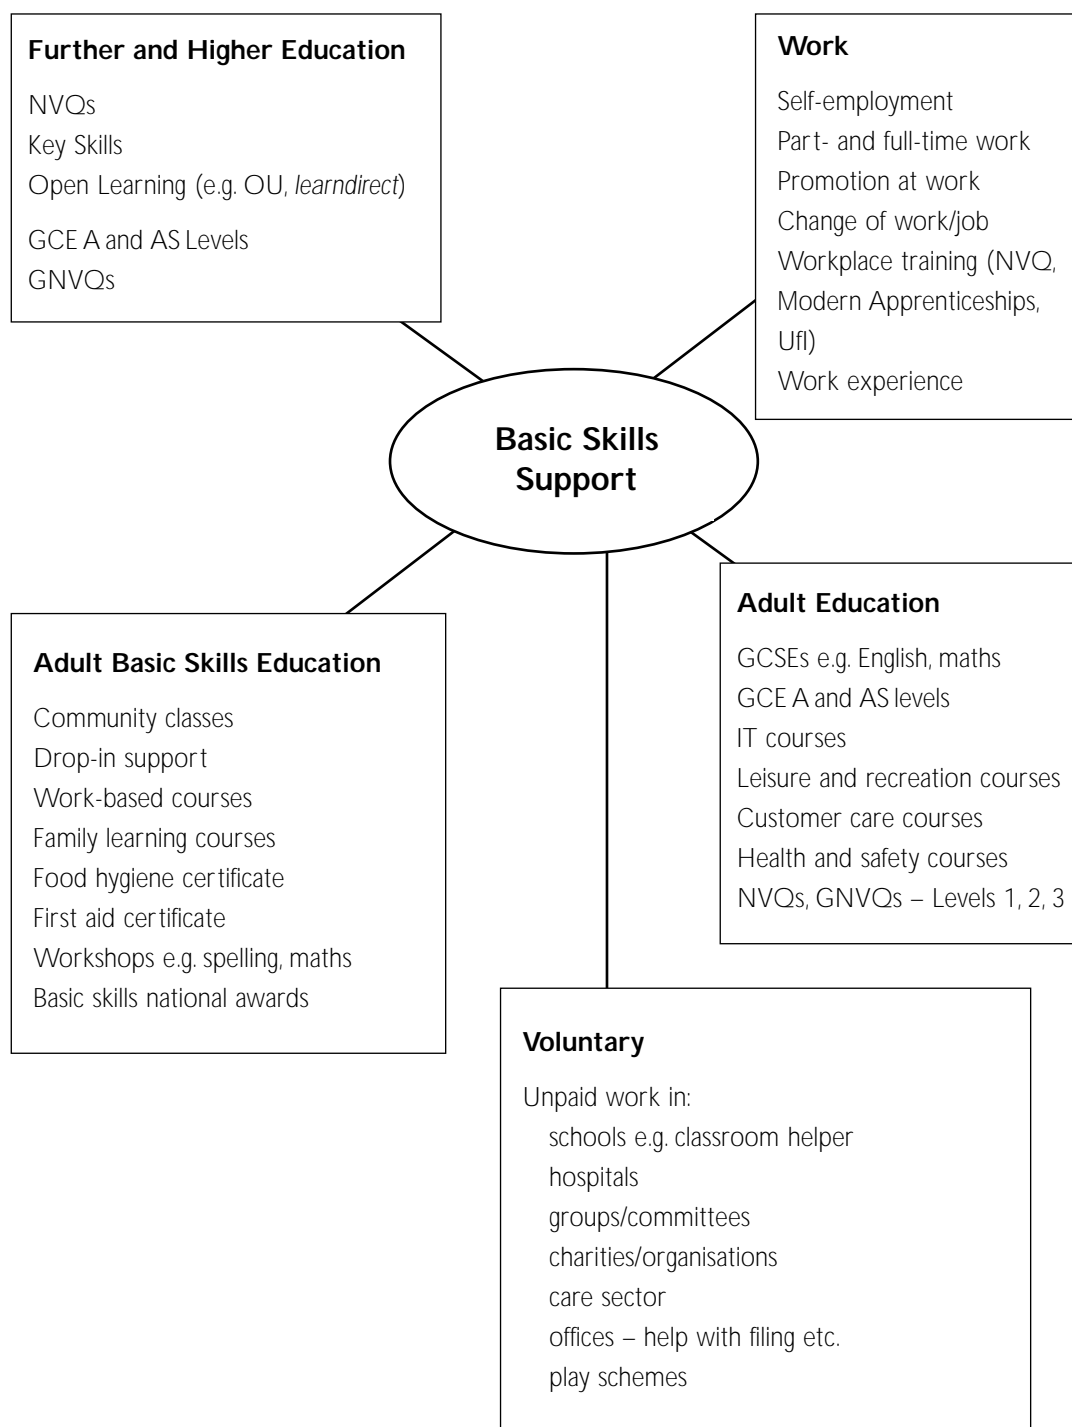 Further and Higher Education
NVQs
Key Skills
Open Learning (e.g. OU, learndirect)
GCE A and AS Levels
GNVQs
Work
Self-employment
Part- and full-time work
Promotion at work
Change of work/job
Workplace training (NVQ,
Modern Apprenticeships,
UfI)
Work experience
Basic Skills
Support
Adult Basic Skills Education
Community classes
Drop-in support
Work-based courses
Family learning courses
Food hygiene certificate
First aid certificate
Workshops e.g. spelling, maths
Basic skills national awards
Adult Education
GCSEs e.g. English, maths
GCE A and AS levels
IT courses
Leisure and recreation courses
Customer care courses
Health and safety courses
NVQs, GNVQs – Levels 1, 2, 3
Voluntary
Unpaid work in:
schools e.g. classroom helper
hospitals
groups/committees
charities/organisations
care sector
offices – help with filing etc.
play schemes